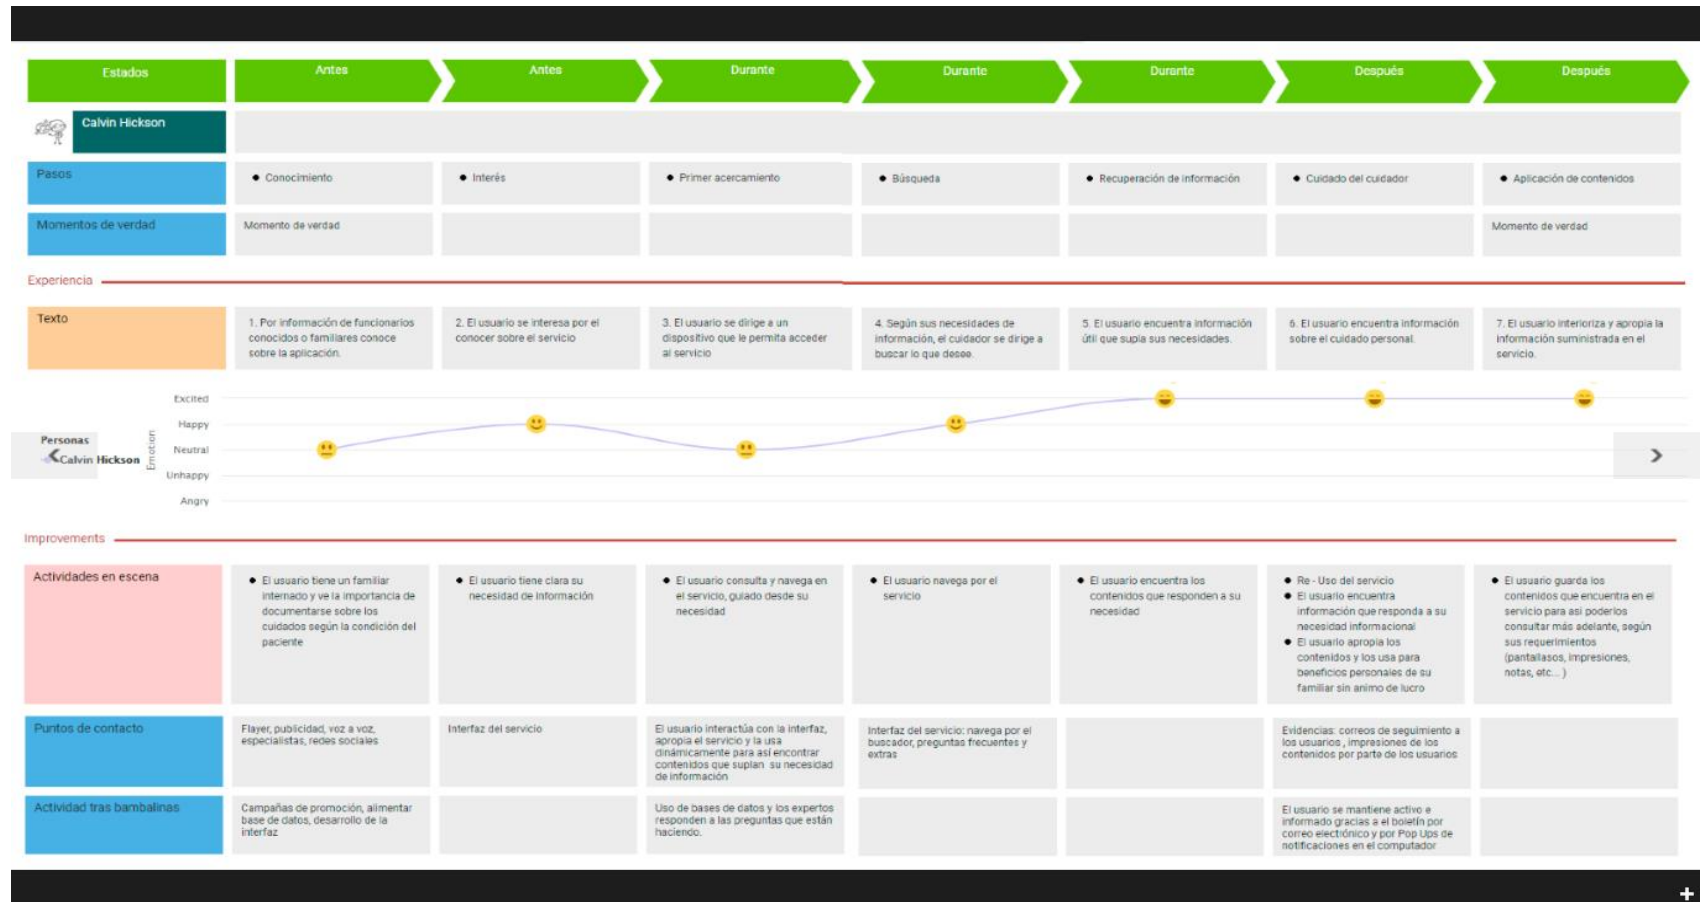 Estados
Antes
Antes
Durante
Durante
Durante
Después
Después
Calvin Hickson
Pasos
Conocimiento
Interés
Primer acercamiento
Búsqueda
Recuperación de información
Cuidado del cuidador
Aplicación de contenidos
Momentos de verdad
Momento de verdad
Momento de verdad
Experiencia
Texto
1. Por información de funcionarios
conocidos o familiares conoce
sobre la aplicación.
2. El usuario se interesa por el
conocer sobre el servicio
3. El usuario se dirige a un
dispositivo que le permita acceder
al servicio
4. Según sus necesidades de
información, el cuidador se dirige a
buscar lo que desee.
5. El usuario encuentra información
útil que supla sus necesidades.
6. El usuario encuentra información
sobre el cuidado personal.
7. El usuario interioriza y apropia la
información suministrada en el
servicio.
Personas
Calvin Hickson
Emotion
Excited
Happy
Neutral
Unhappy
Angry
Improvements
Actividades en escena
El usuario tiene un familiar
internado y ve la importancia de
documentarse sobre los
cuidados según la condición del
paciente
El usuario tiene clara su
necesidad de información
El usuario consulta y navega en
el servicio, guiado desde su
necesidad
El usuario navega por el
servicio
El usuario encuentra los
contenidos que responden a su
necesidad
Re - Uso del servicio
El usuario encuentra
información que responda a su
necesidad informacional
El usuario apropia los
contenidos y los usa para
beneficios personales de su
familiar sin animo de lucro
El usuario guarda los
contenidos que encuentra en el
servicio para así poderlos
consultar más adelante, según
sus requerimientos
(pantallasos, impresiones,
notas, etc... )
Puntos de contacto
Flayer, publicidad, voz a voz,
especialistas, redes sociales
Interfaz del servicio
El usuario interactúa con la interfaz,
apropia el servicio y la usa
dinámicamente para así encontrar
contenidos que suplan su necesidad
de información
Interfaz del servicio: navega por el
buscador, preguntas frecuentes y
extras
Evidencias: correos de seguimiento a
los usuarios , impresiones de los
contenidos por parte de los usuarios
Actividad tras bambalinas
Campañas de promoción, alimentar
base de datos, desarrollo de la
interfaz
Uso de bases de datos y los expertos
responden a las preguntas que están
haciendo.
El usuario se mantiene activo e
informado gracias a el boletín por
correo electrónico y por Pop Ups de
notificaciones en el computador